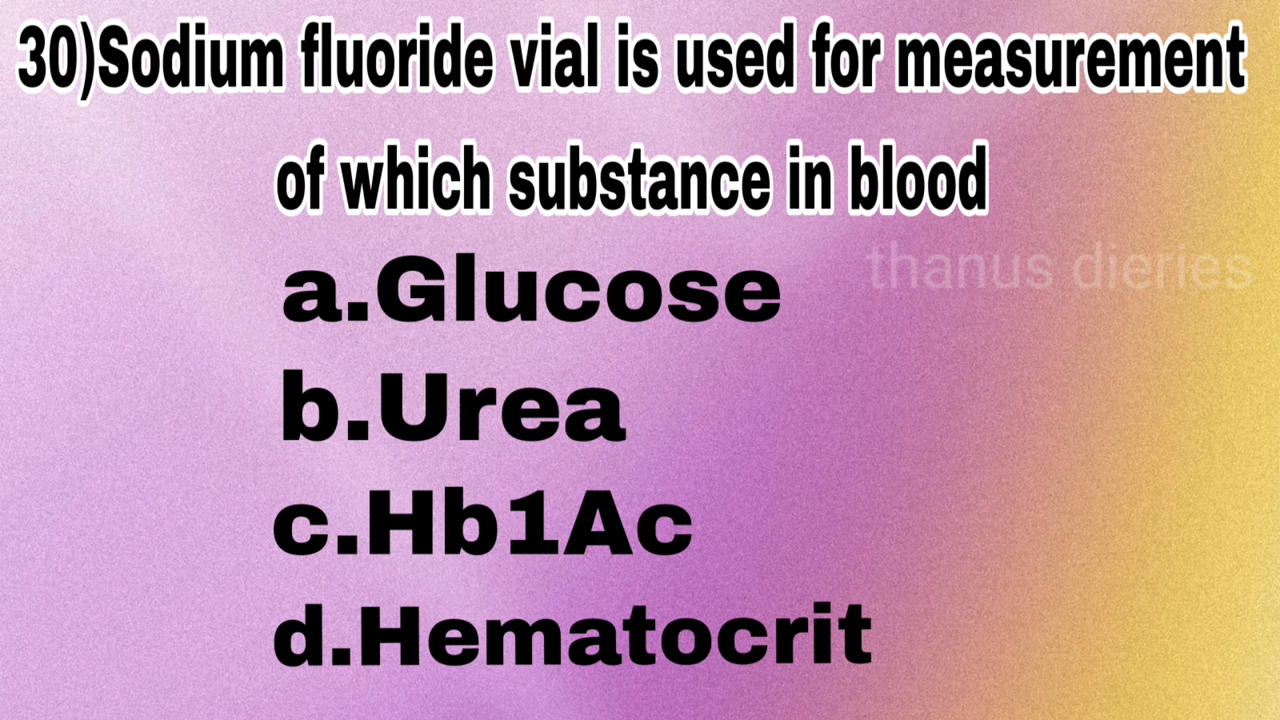 30)Sodium fluoride vial is used for measurement
of which substance in blood
a.Glucose
thanus dieries
b.Urea
c.Hb1Ac
d.Hematocrit